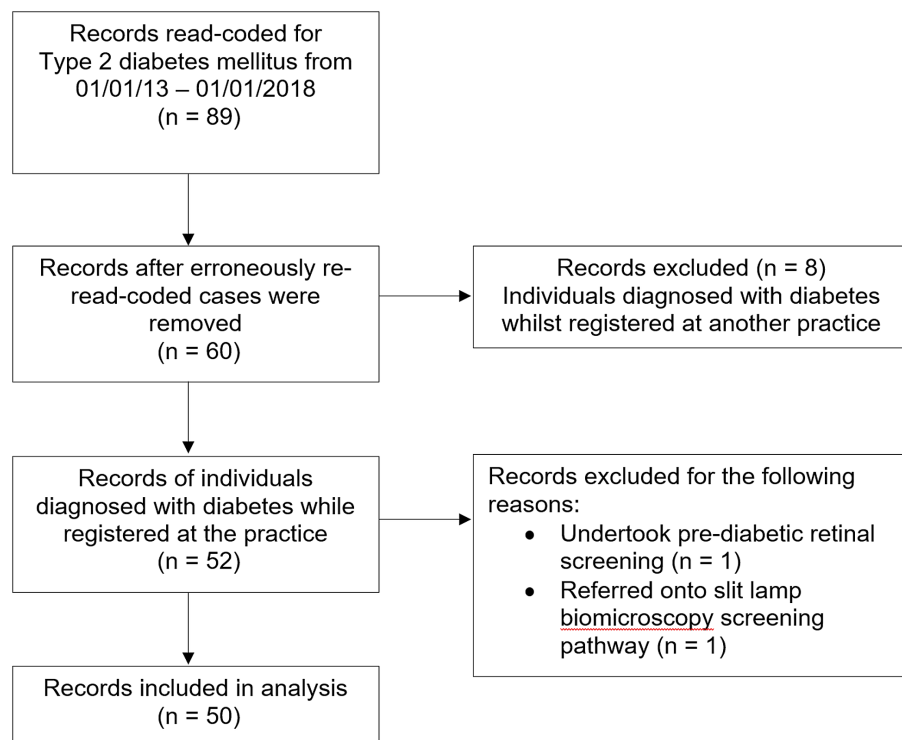 Records read-coded for
Type 2 diabetes mellitus from
01/01/13 – 01/01/2018
(n = 89)
Records after erroneously re-
read-coded cases were
removed
(n = 60)
Records excluded (n = 8)
Individuals diagnosed with diabetes
whilst registered at another practice
Records of individuals
diagnosed with diabetes while
registered at the practice
(n = 52)
Records excluded for the following
reasons:
• Undertook pre-diabetic retinal
screening (n = 1)
• Referred onto slit lamp
biomicroscopy screening
pathway (n = 1)
Records included in analysis
(n = 50)